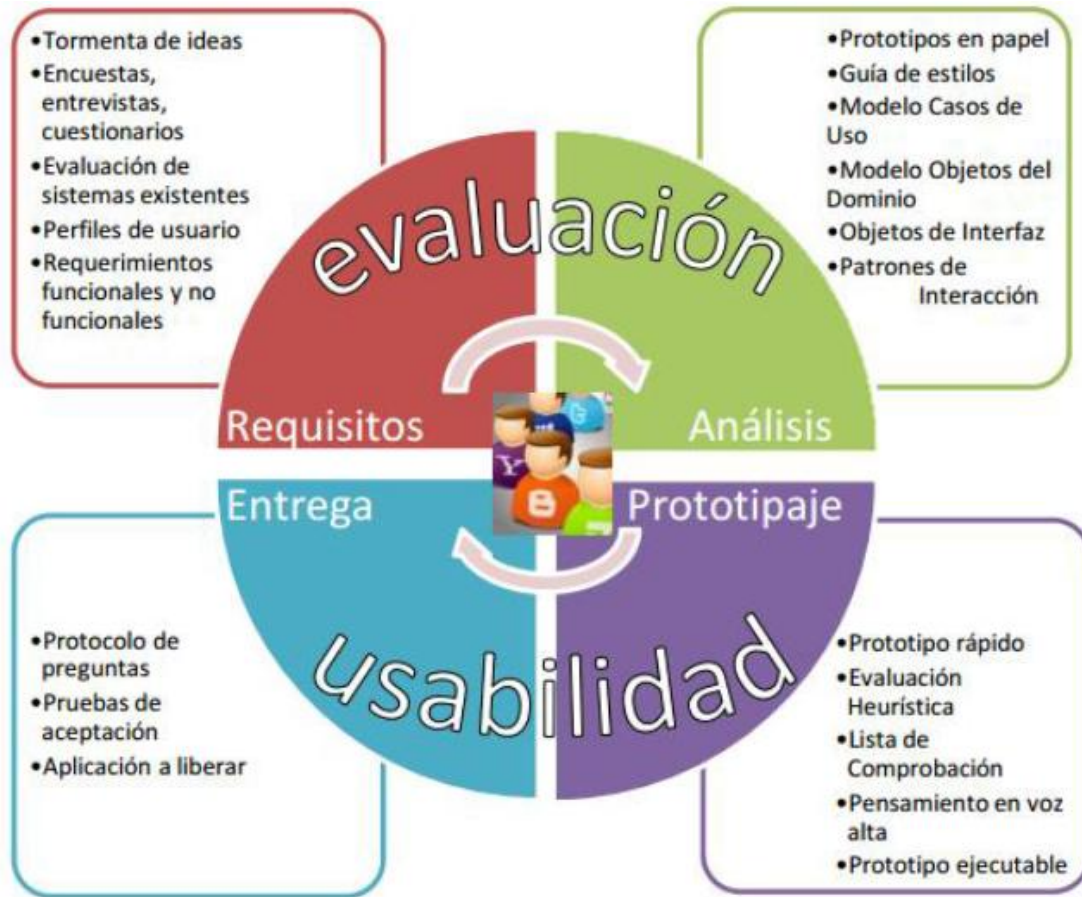 •Tormenta de ideas
•Encuestas,
entrevistas,
cuestionarios
•Evaluación de
sistemas existentes
•Perfiles de usuario
•Requerimientos
funcionales y no
funcionales
•Prototipos en papel
•Guía de estilos
•Modelo Casos de
Uso
•Modelo Objetos del
Dominio
•Objetos de Interfaz
•Patrones de
Interacción
evaluación
Requisitos
Análisis
Entrega
Prototipaje
usabilidad
•Protocolo de
preguntas
•Pruebas de
aceptación
•Aplicación a liberar
•Prototipo rápido
•Evaluación
Heurística
•Lista de
Comprobación
•Pensamiento en voz
alta
•Prototipo ejecutable